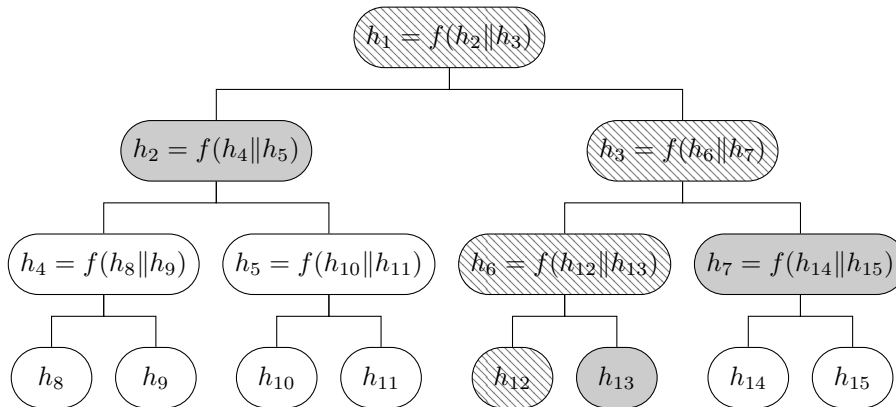 h₁ = f(h₂‖h₃)
h₂ = f(h₄‖h₅)
h₃ = f(h₆‖h₇)
h₄ = f(h₈‖h₉)
h₅ = f(h₁₀‖h₁₁)
h₆ = f(h₁₂‖h₁₃)
h₇ = f(h₁₄‖h₁₅)
h₈
h₉
h₁₀
h₁₁
h₁₂
h₁₃
h₁₄
h₁₅